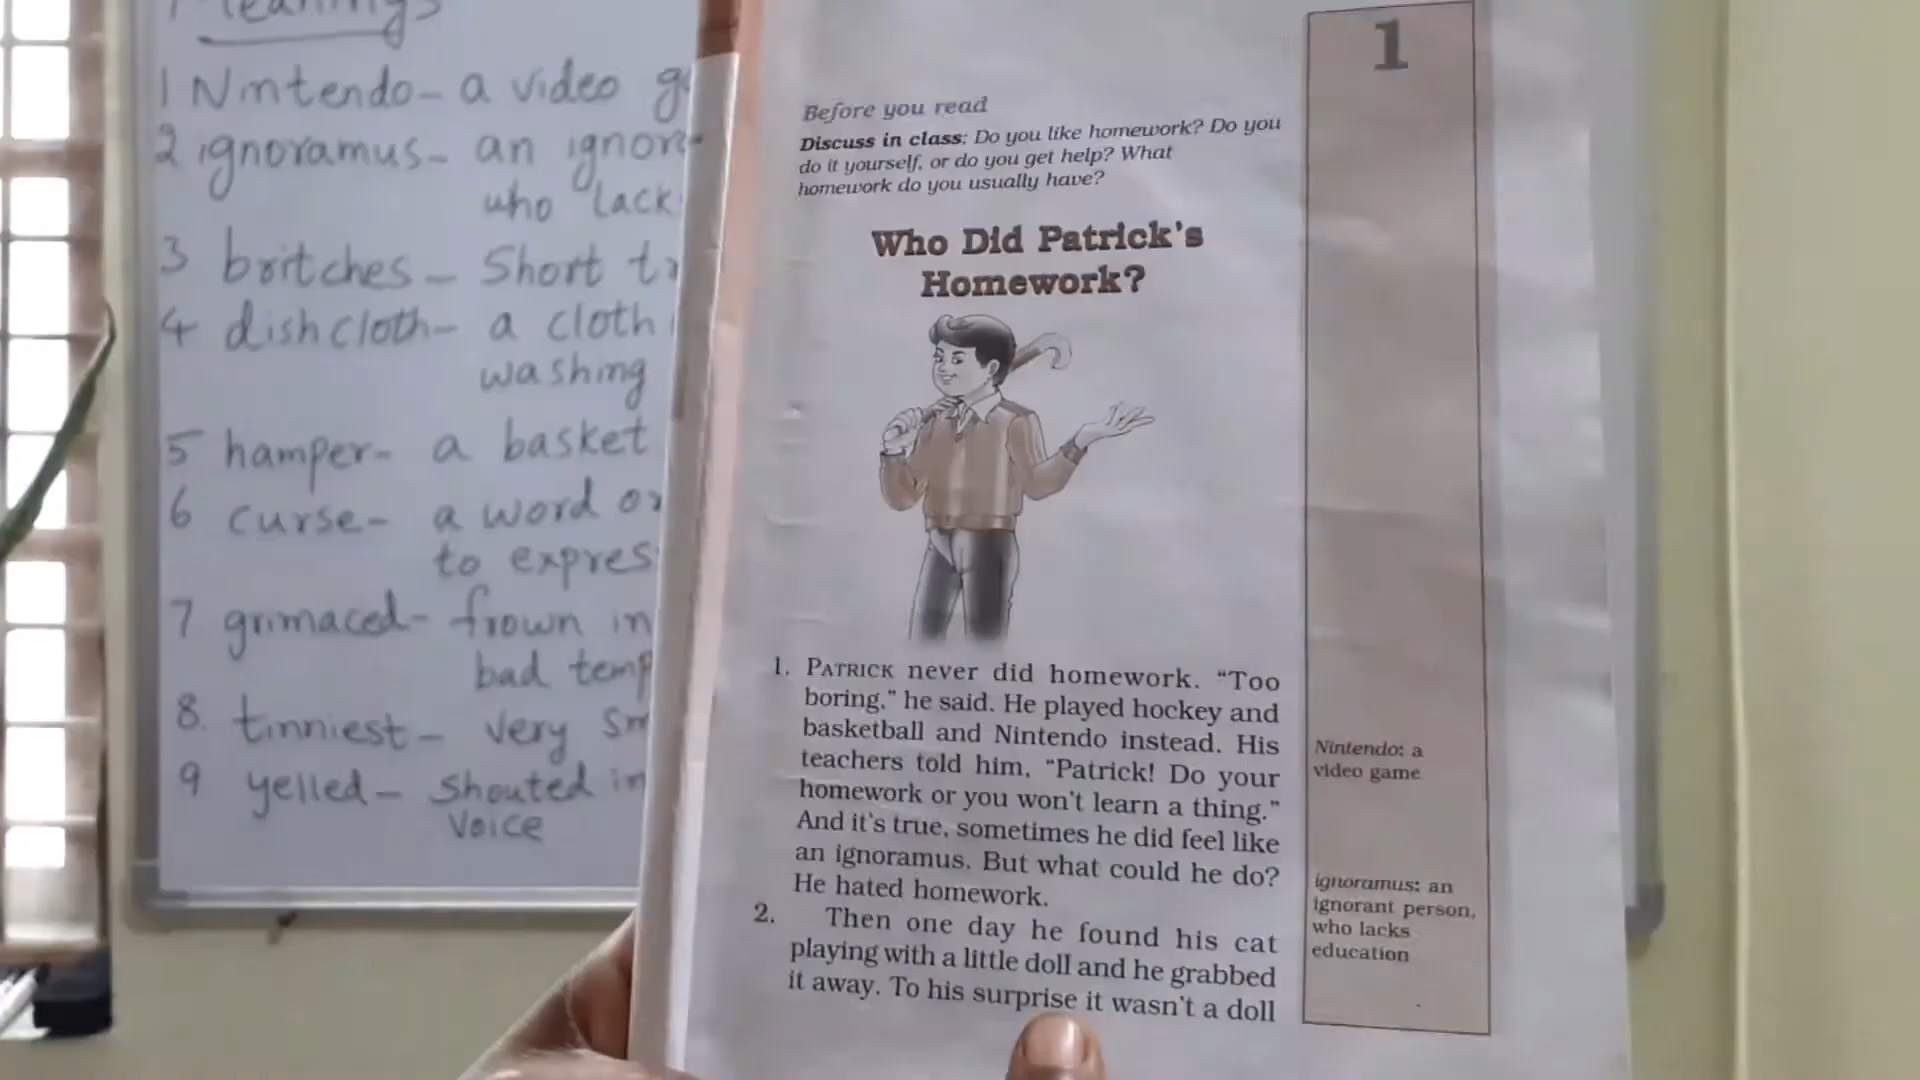 Meanings
1 Nintendo - a video
2 ignoramus - an
who lack
3 britches - Short
4 dishcloth - a cloth
washing
5 hamper - a basket
6 curse - a word
to
7 grimaced - frown in
bad
8. tinniest - very
9 yelled - shouted in
voice
1
Before you read
Discuss in class: Do you like homework? Do you
do it yourself, or do you get help? What
homework do you usually have?
Who Did Patrick's
Homework?
1. PATRICK never did homework. “Too
boring,” he said. He played hockey and
basketball and Nintendo instead. His
teachers told him, “Patrick! Do your
homework or you won't learn a thing.”
And it's true, sometimes he did feel like
an ignoramus. But what could he do?
He hated homework.
2. Then one day he found his cat
playing with a little doll and he grabbed
it away. To his surprise it wasn't a doll
Nintendo: a
video game
ignoramus: an
ignorant person,
who lacks
education